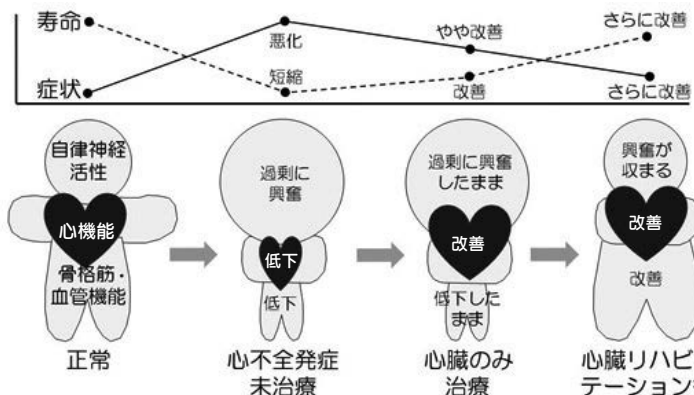 寿命
症状
悪化
短縮
やや改善
改善
さらに改善
さらに改善
自律神経
活性
心機能
骨格筋・
血管機能
正常
過剰に
興奮
低下
低下
心不全発症
未治療
過剰に興奮
したまま
改善
低下した
まま
心臓のみ
治療
興奮が
収まる
改善
改善
心臓リハビ
テーション